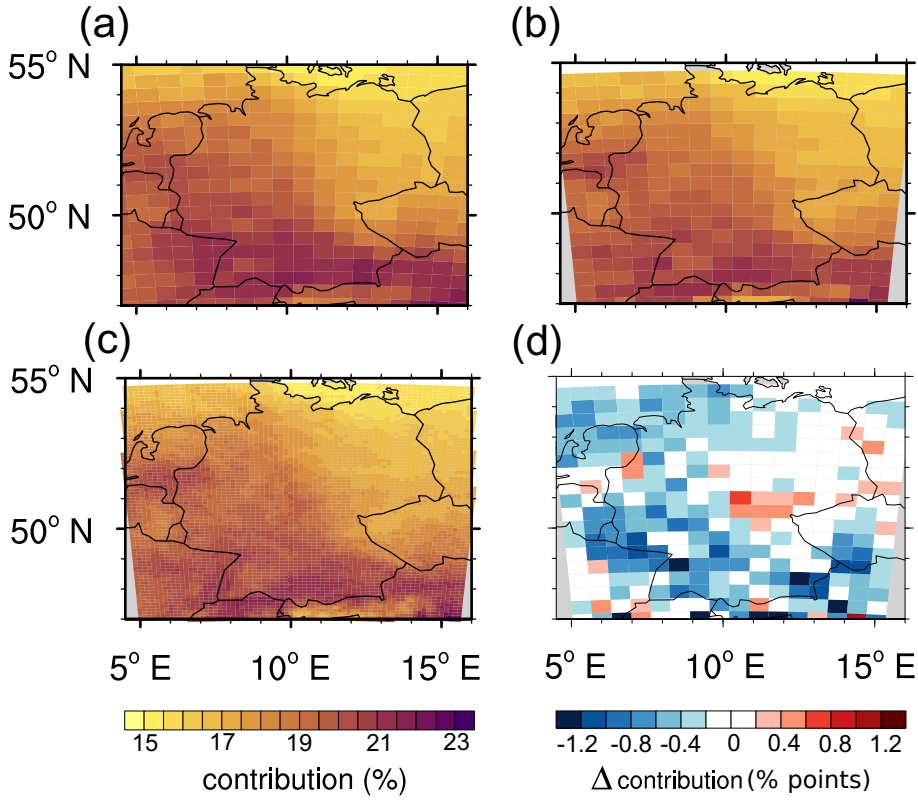 (a) (b)
55° N
50° N
(c) (d)
55° N
50° N
5° E 10° E 15° E 5° E 10° E 15° E
15 17 19 21 23 -1.2 -0.8 -0.4 0 0.4 0.8 1.2
contribution (%) Δ contribution (% points)